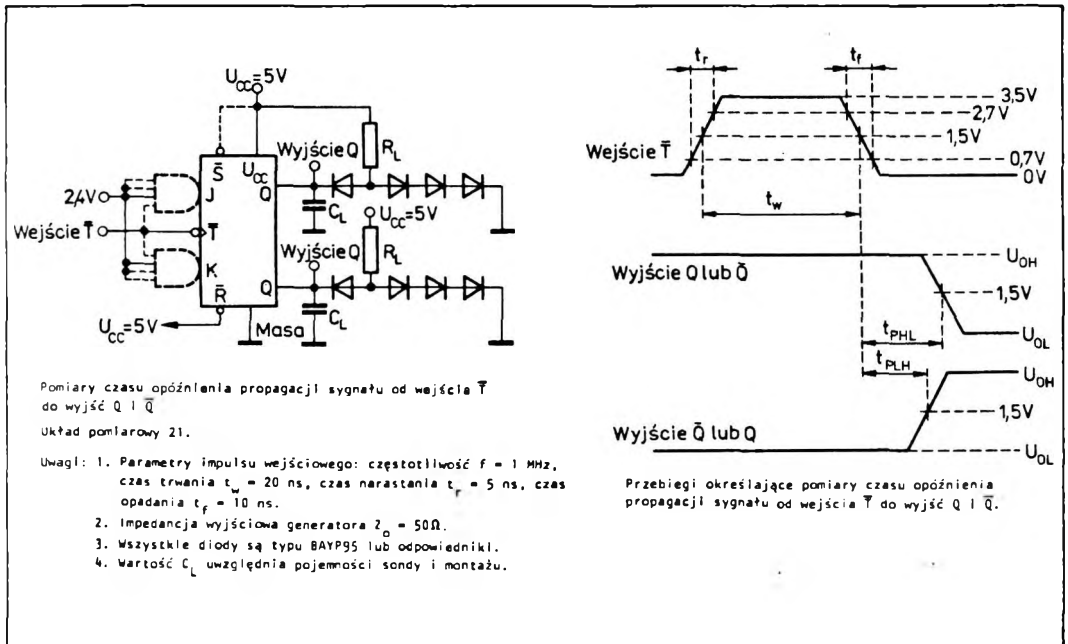 U_CC=5V
Wyjście Q
R_L
S̄
U_CC
2,4V
J
Q
C_L
U_CC=5V
Wejście T̄
T̄
Wyjście Q
R_L
K
Q
R̄
C_L
U_CC=5V
Masa
Pomiary czasu opóźnienia propagacji sygnału od wejścia T̄
do wyjść Q i Q̄
Układ pomiarowy 21.
Uwagi: 1. Parametry impulsu wejściowego: częstotliwość f = 1 MHz,
czas trwania t_w = 20 ns, czas narastania t_r = 5 ns, czas
opadania t_f = 10 ns.
2. Impedancja wyjściowa generatora Z_o = 50Ω.
3. Wszystkie diody są typu BAYP95 lub odpowiedniki.
4. Wartość C_L uwzględnia pojemności sondy i montażu.
t_r
t_f
3,5V
2,7V
1,5V
Wejście T̄
0,7V
0V
t_w
U_OH
Wyjście Q lub Q̄
1,5V
t_PHL
U_OL
t_PLH
U_OH
1,5V
Wyjście Q̄ lub Q
U_OL
Przebiegi określające pomiary czasu opóźnienia
propagacji sygnału od wejścia T̄ do wyjść Q i Q̄.